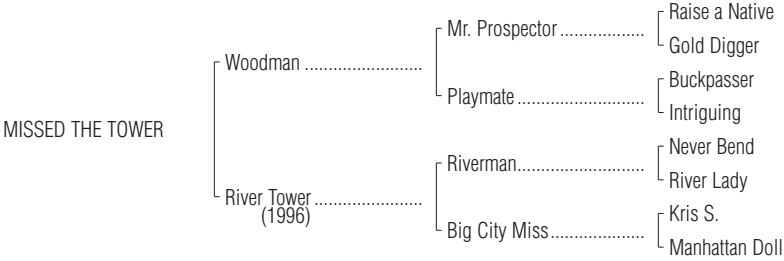 Raise a Native
Mr. Prospector ..................
Gold Digger
Woodman .........................
Buckpasser
Playmate ...........................
Intriguing
MISSED THE TOWER
Never Bend
Riverman...........................
River Lady
River Tower .......................
(1996)
Kris S.
Big City Miss....................
Manhattan Doll